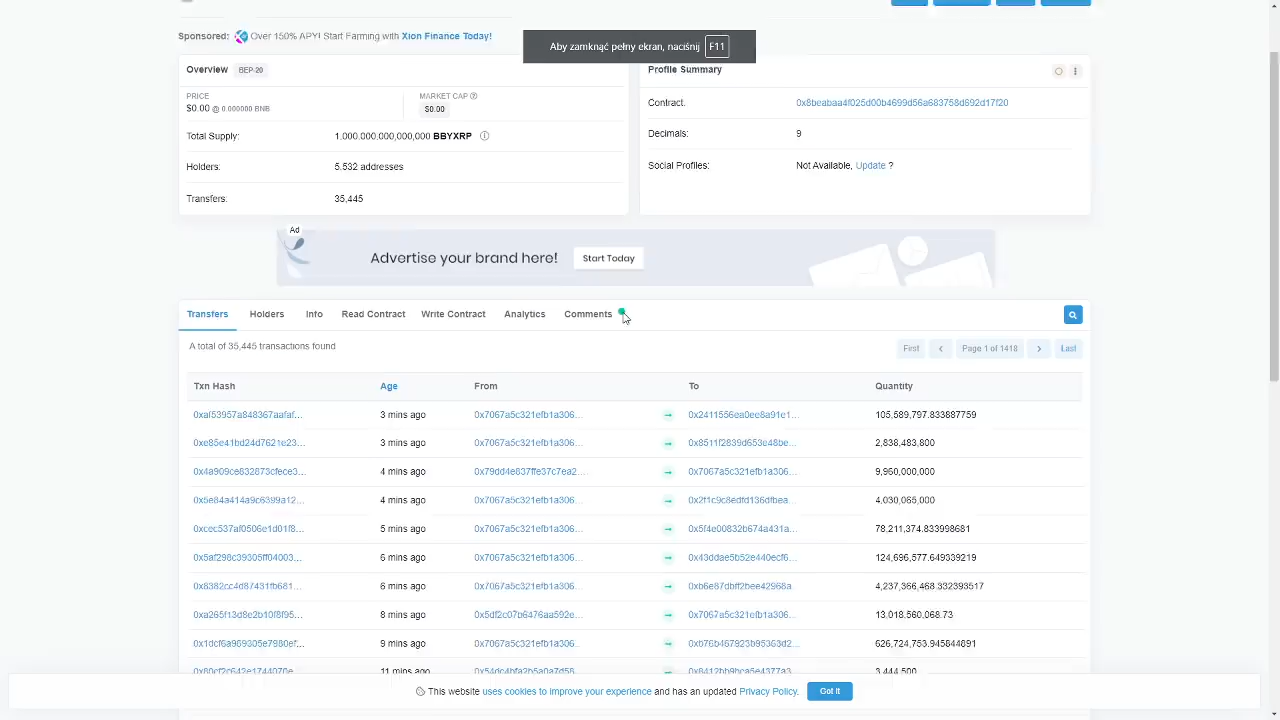 Sponsored: Over 150% APY! Start Farming with Xion Finance Today!
Aby zamknąć pełny ekran, naciśnij F11
Overview BEP-20
PRICE
$0.00 @ 0.000000 BNB
MARKET CAP
$0.00
Total Supply: 1,000,000,000,000,000 BBYXRP
Holders: 5,532 addresses
Transfers: 35,445
Profile Summary
Contract: 0x8beabaa4f025d00b4699d56a683758d692d17f20
Decimals: 9
Social Profiles: Not Available, Update ?
Ad
Advertise your brand here! Start Today
Transfers Holders Info Read Contract Write Contract Analytics Comments
A total of 35,445 transactions found
First Page 1 of 1418 Last
Txn Hash Age From To Quantity
0xaf53957a848367aafaf... 3 mins ago 0x7067a5c321efb1a306... 0x2411556ea0ee8a91e1... 105,589,797.833887759
0xe85e41bd24d7621e23... 3 mins ago 0x7067a5c321efb1a306... 0x8511f2839d653e48be... 2,838,483,800
0x4a909ce832873cfece3... 4 mins ago 0x79dd4e837ffe37c7ea2... 0x7067a5c321efb1a306... 9,960,000,000
0x5e84a414a9c6399a12... 4 mins ago 0x7067a5c321efb1a306... 0x2f1c9c8edfd136dfbea... 4,030,065,000
0xcec537af0506e1d01f8... 5 mins ago 0x7067a5c321efb1a306... 0x5f4e00832b674a431a... 78,211,374.833998681
0x5af298c39305ff04003... 6 mins ago 0x7067a5c321efb1a306... 0x43ddae5b52e440ecf6... 124,696,577.649339219
0x8382cc4d87431fb681... 6 mins ago 0x7067a5c321efb1a306... 0xb6e87dbff2bee42968a... 4,237,366,468.332393517
0xa265f13d8e2b10f8f95... 8 mins ago 0x5df2c07b6476aa592e... 0x7067a5c321efb1a306... 13,018,560,068.73
0x1dcf6a969305e7980ef... 9 mins ago 0x7067a5c321efb1a306... 0xb76b467923b95363d2... 626,724,753.945844891
11 mins ago 3,444,500
This website uses cookies to improve your experience and has an updated Privacy Policy. Got It